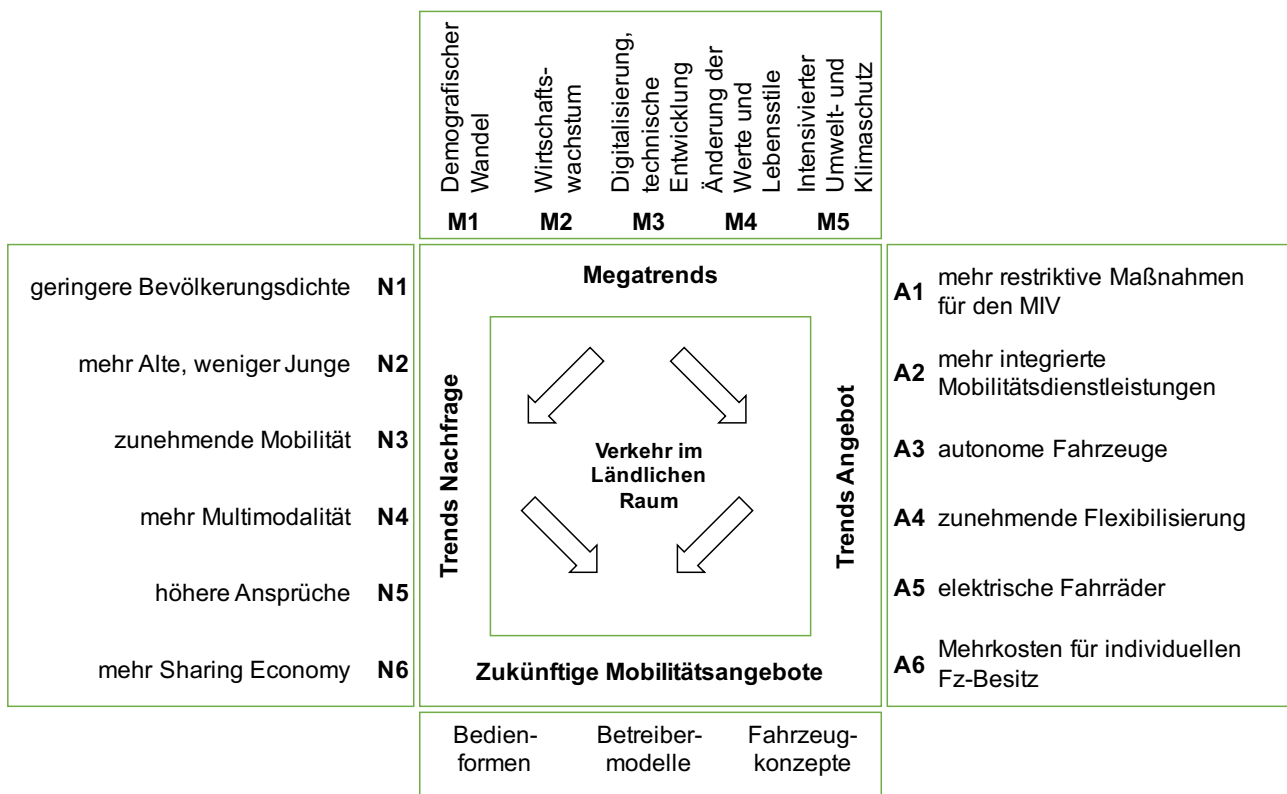 Demografischer
Wandel
Wirtschafts-
wachstum
Digitalisierung,
technische
Entwicklung
Änderung der
Werte und
Lebensstile
Intensivierter
Umwelt- und
Klimaschutz
M1 M2 M3 M4 M5
geringere Bevölkerungsdichte N1
mehr Alte, weniger Junge N2
zunehmende Mobilität N3
mehr Multimodalität N4
höhere Ansprüche N5
mehr Sharing Economy N6
Megatrends
Trends Nachfrage
Verkehr im
Ländlichen
Raum
Trends Angebot
Zukünftige Mobilitätsangebote
A1 mehr restriktive Maßnahmen
für den MIV
A2 mehr integrierte
Mobilitätsdienstleistungen
A3 autonome Fahrzeuge
A4 zunehmende Flexibilisierung
A5 elektrische Fahrräder
A6 Mehrkosten für individuellen
Fz-Besitz
Bedien-
formen
Betreiber-
modelle
Fahrzeug-
konzepte